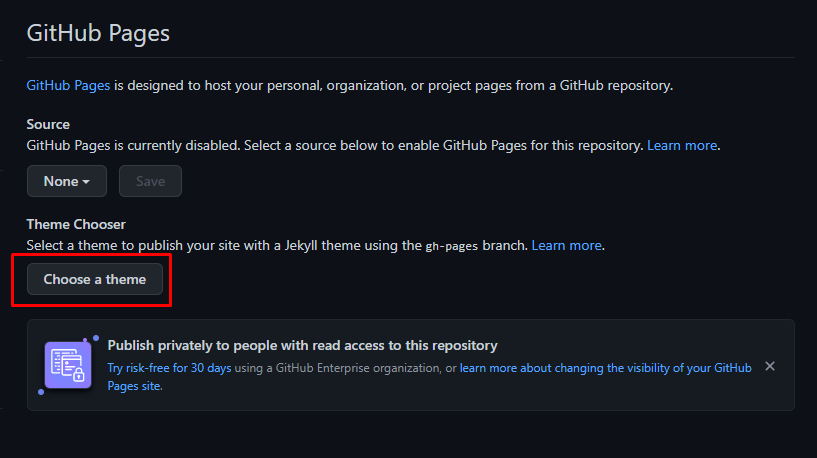 GitHub Pages
GitHub Pages is designed to host your personal, organization, or project pages from a GitHub repository.
Source
GitHub Pages is currently disabled. Select a source below to enable GitHub Pages for this repository. Learn more.
None
Save
Theme Chooser
Select a theme to publish your site with a Jekyll theme using the gh-pages branch. Learn more.
Choose a theme
Publish privately to people with read access to this repository
Try risk-free for 30 days using a GitHub Enterprise organization, or learn more about changing the visibility of your GitHub
Pages site.